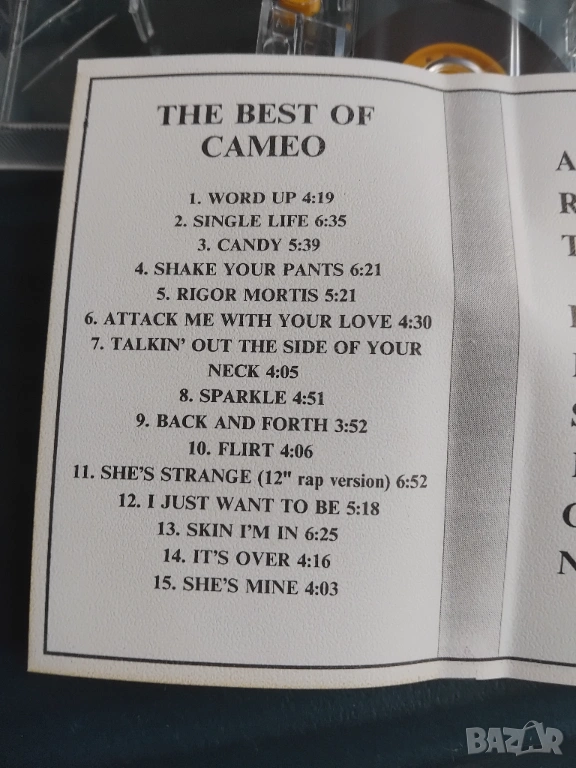 THE BEST OF
CAMEO
1. WORD UP 4:19
2. SINGLE LIFE 6:35
3. CANDY 5:39
4. SHAKE YOUR PANTS 6:21
5. RIGOR MORTIS 5:21
6. ATTACK ME WITH YOUR LOVE 4:30
7. TALKIN' OUT THE SIDE OF YOUR
NECK 4:05
8. SPARKLE 4:51
9. BACK AND FORTH 3:52
10. FLIRT 4:06
11. SHE'S STRANGE (12" rap version) 6:52
12. I JUST WANT TO BE 5:18
13. SKIN I'M IN 6:25
14. IT'S OVER 4:16
15. SHE'S MINE 4:03
BAZAR